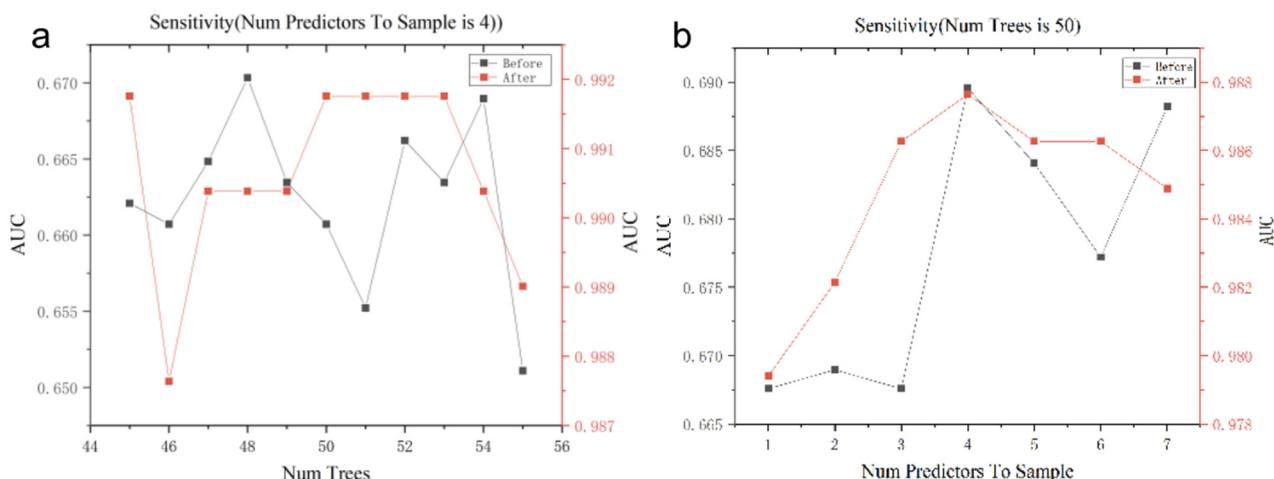 a
Sensitivity(Num Predictors To Sample is 4))
Before
After
AUC
0.670
0.665
0.660
0.655
0.650
0.992
0.991
0.990
0.989
0.988
0.987
AUC
44 46 48 50 52 54 56
Num Trees
b
Sensitivity(Num Trees is 50)
Before
After
AUC
0.690
0.685
0.680
0.675
0.670
0.665
0.988
0.986
0.984
0.982
0.980
0.978
AUC
1 2 3 4 5 6 7
Num Predictors To Sample